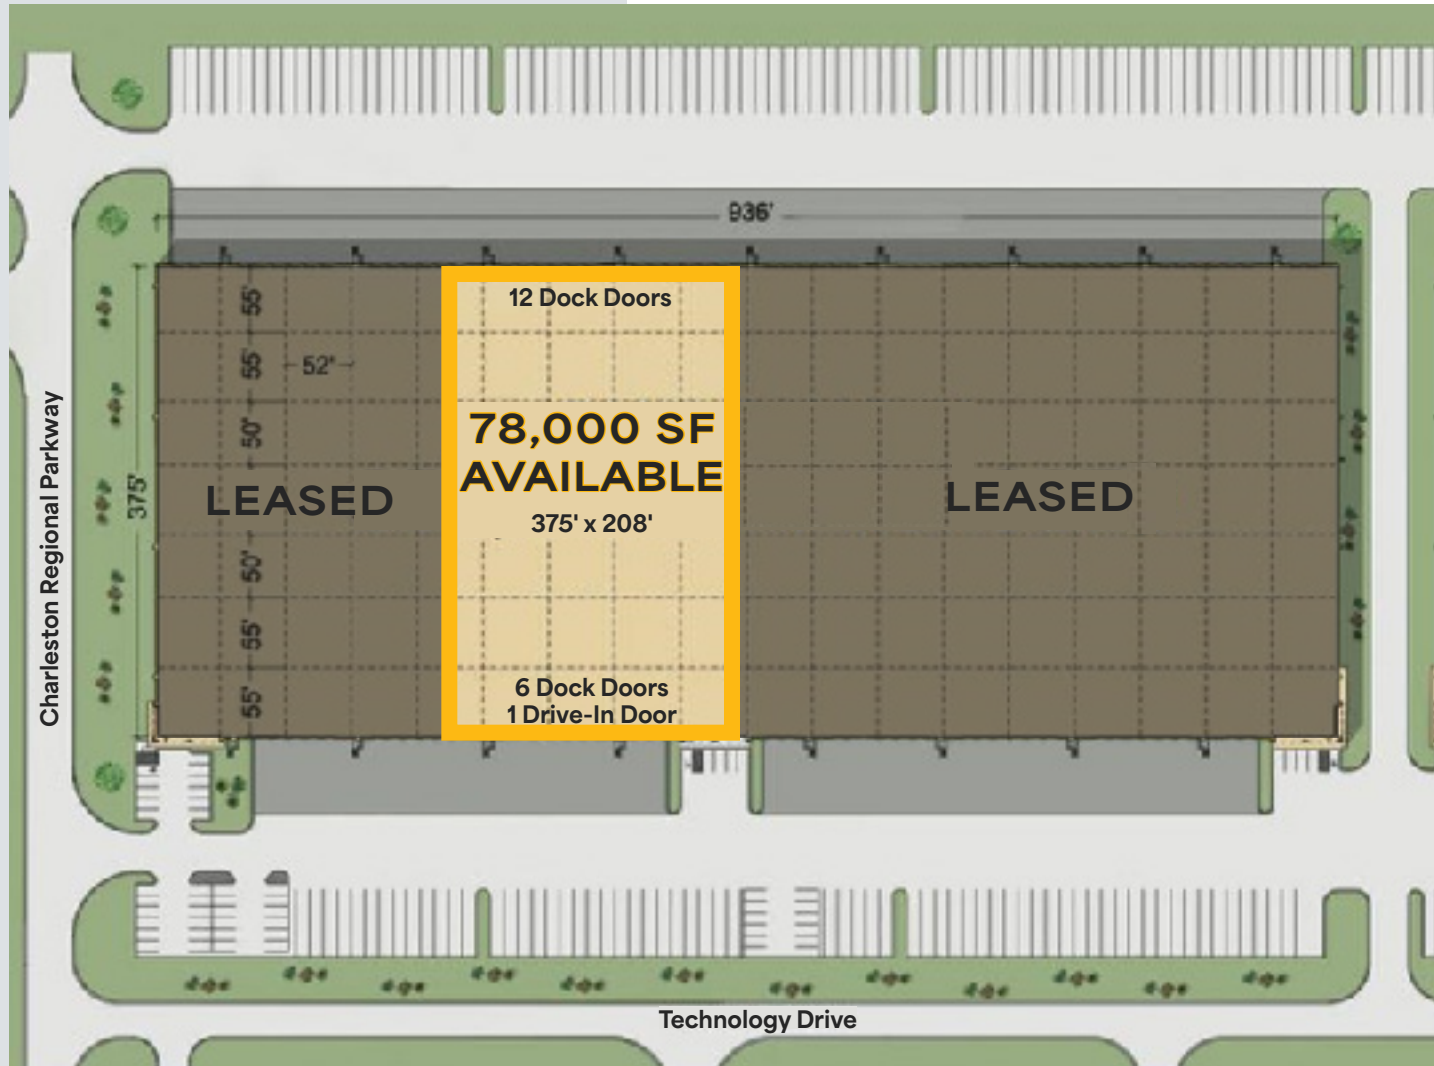 936'
55'
12 Dock Doors
55'
52'
50'
78,000 SF
AVAILABLE
375' x 208'
LEASED
LEASED
375'
Charleston Regional Parkway
50'
55'
55'
6 Dock Doors
1 Drive-In Door
Technology Drive